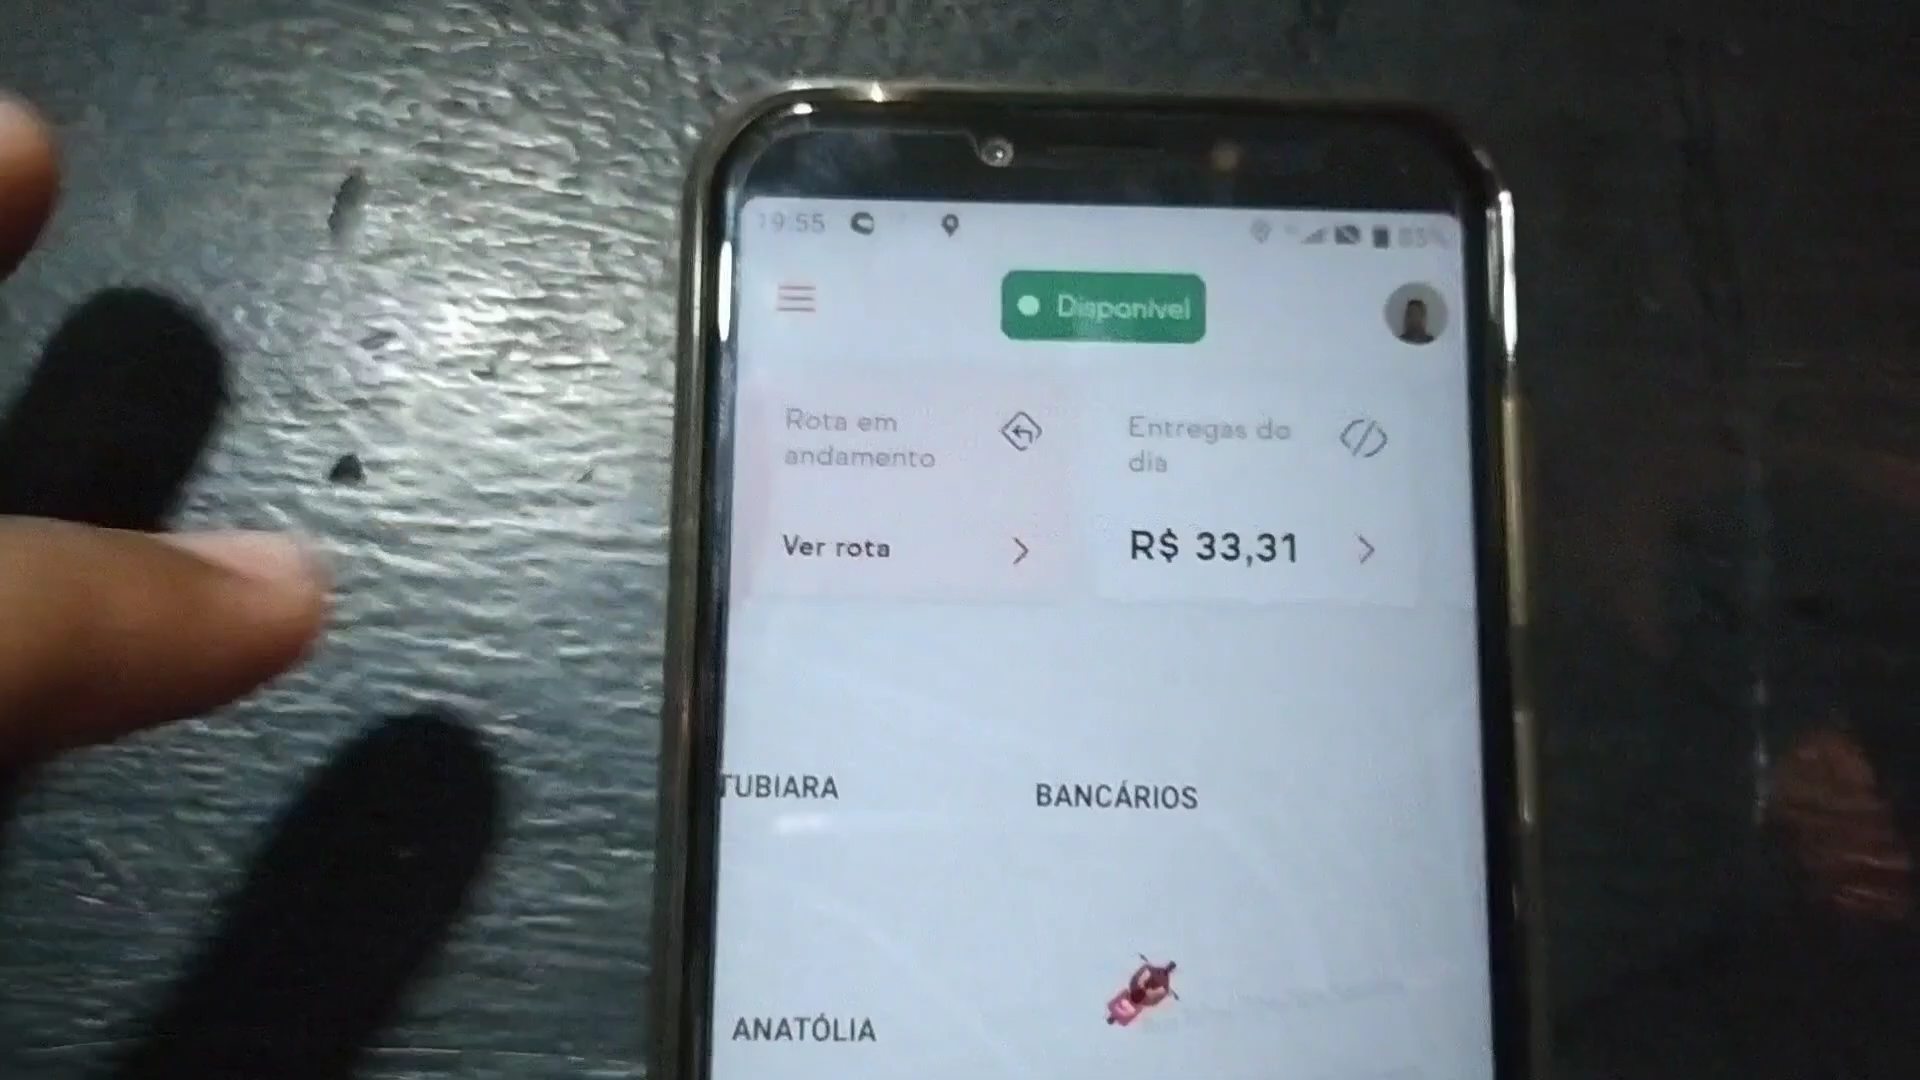 19:55
Disponível
Rota em
andamento
Entregas do
dia
Ver rota
R$ 33,31
TUBIARA
BANCÁRIOS
ANATÓLIA